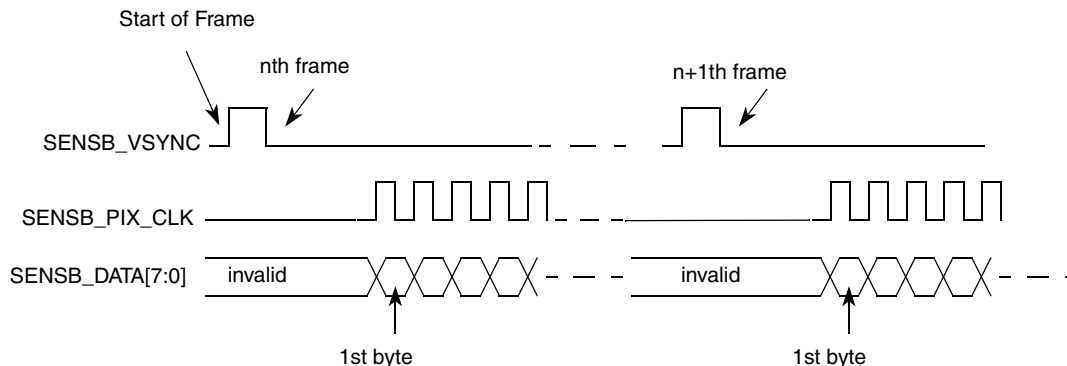 Start of Frame
nth frame
n+1th frame
SENSB_VSYNC
SENSB_PIX_CLK
SENSB_DATA[7:0]
invalid
invalid
1st byte
1st byte